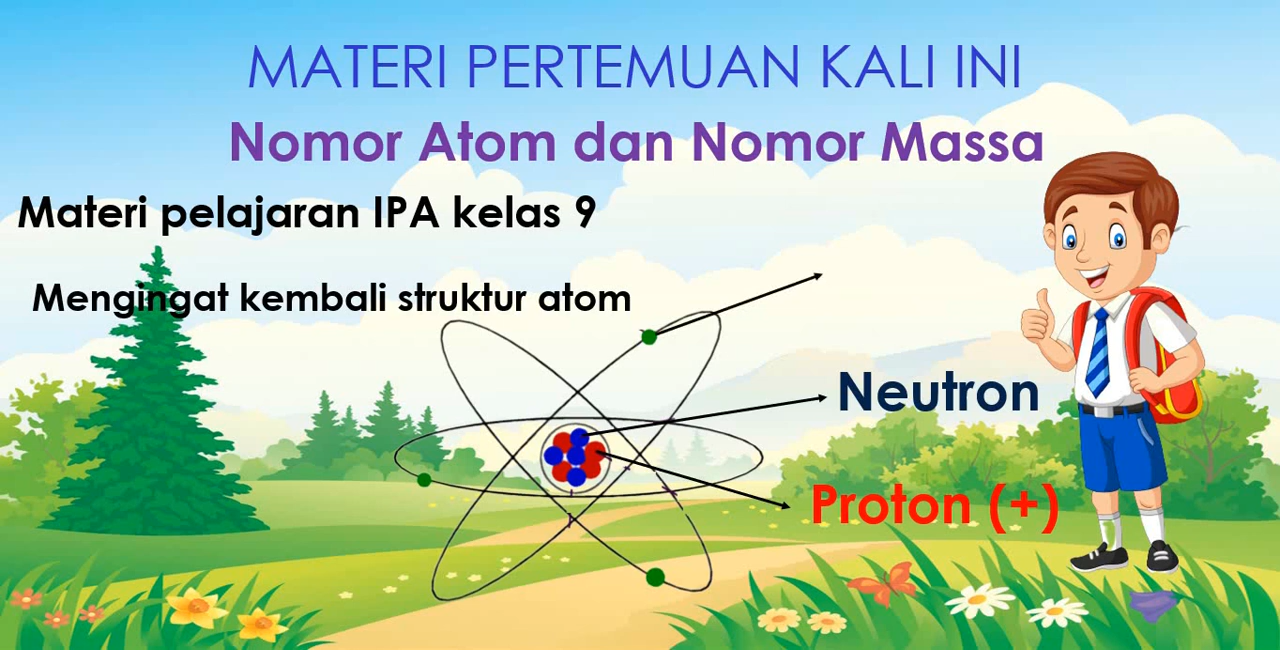 MATERI PERTEMUAN KALI INI
Nomor Atom dan Nomor Massa
Materi pelajaran IPA kelas 9
Mengingat kembali struktur atom
Neutron
Proton (+)